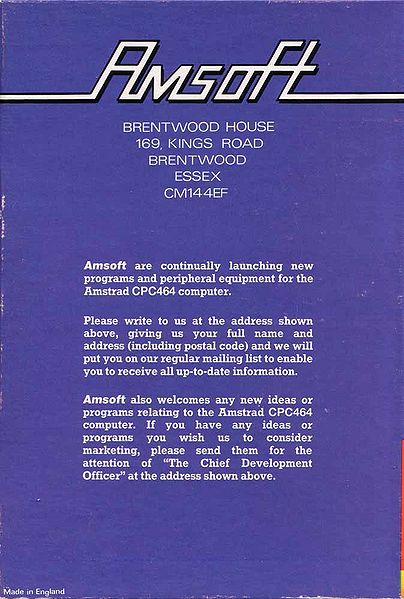 Amsoft
BRENTWOOD HOUSE
169, KINGS ROAD
BRENTWOOD
ESSEX
CM144EF
Amsoft are continually launching new
programs and peripheral equipment for the
Amstrad CPC464 computer.
Please write to us at the address shown
above, giving us your full name and
address (including postal code) and we will
put you on our regular mailing list to enable
you to receive all up-to-date information.
Amsoft also welcomes any new ideas or
programs relating to the Amstrad CPC464
computer. If you have any ideas or
programs you wish us to consider
marketing, please send them for the
attention of "The Chief Development
Officer" at the address shown above.
Made in England